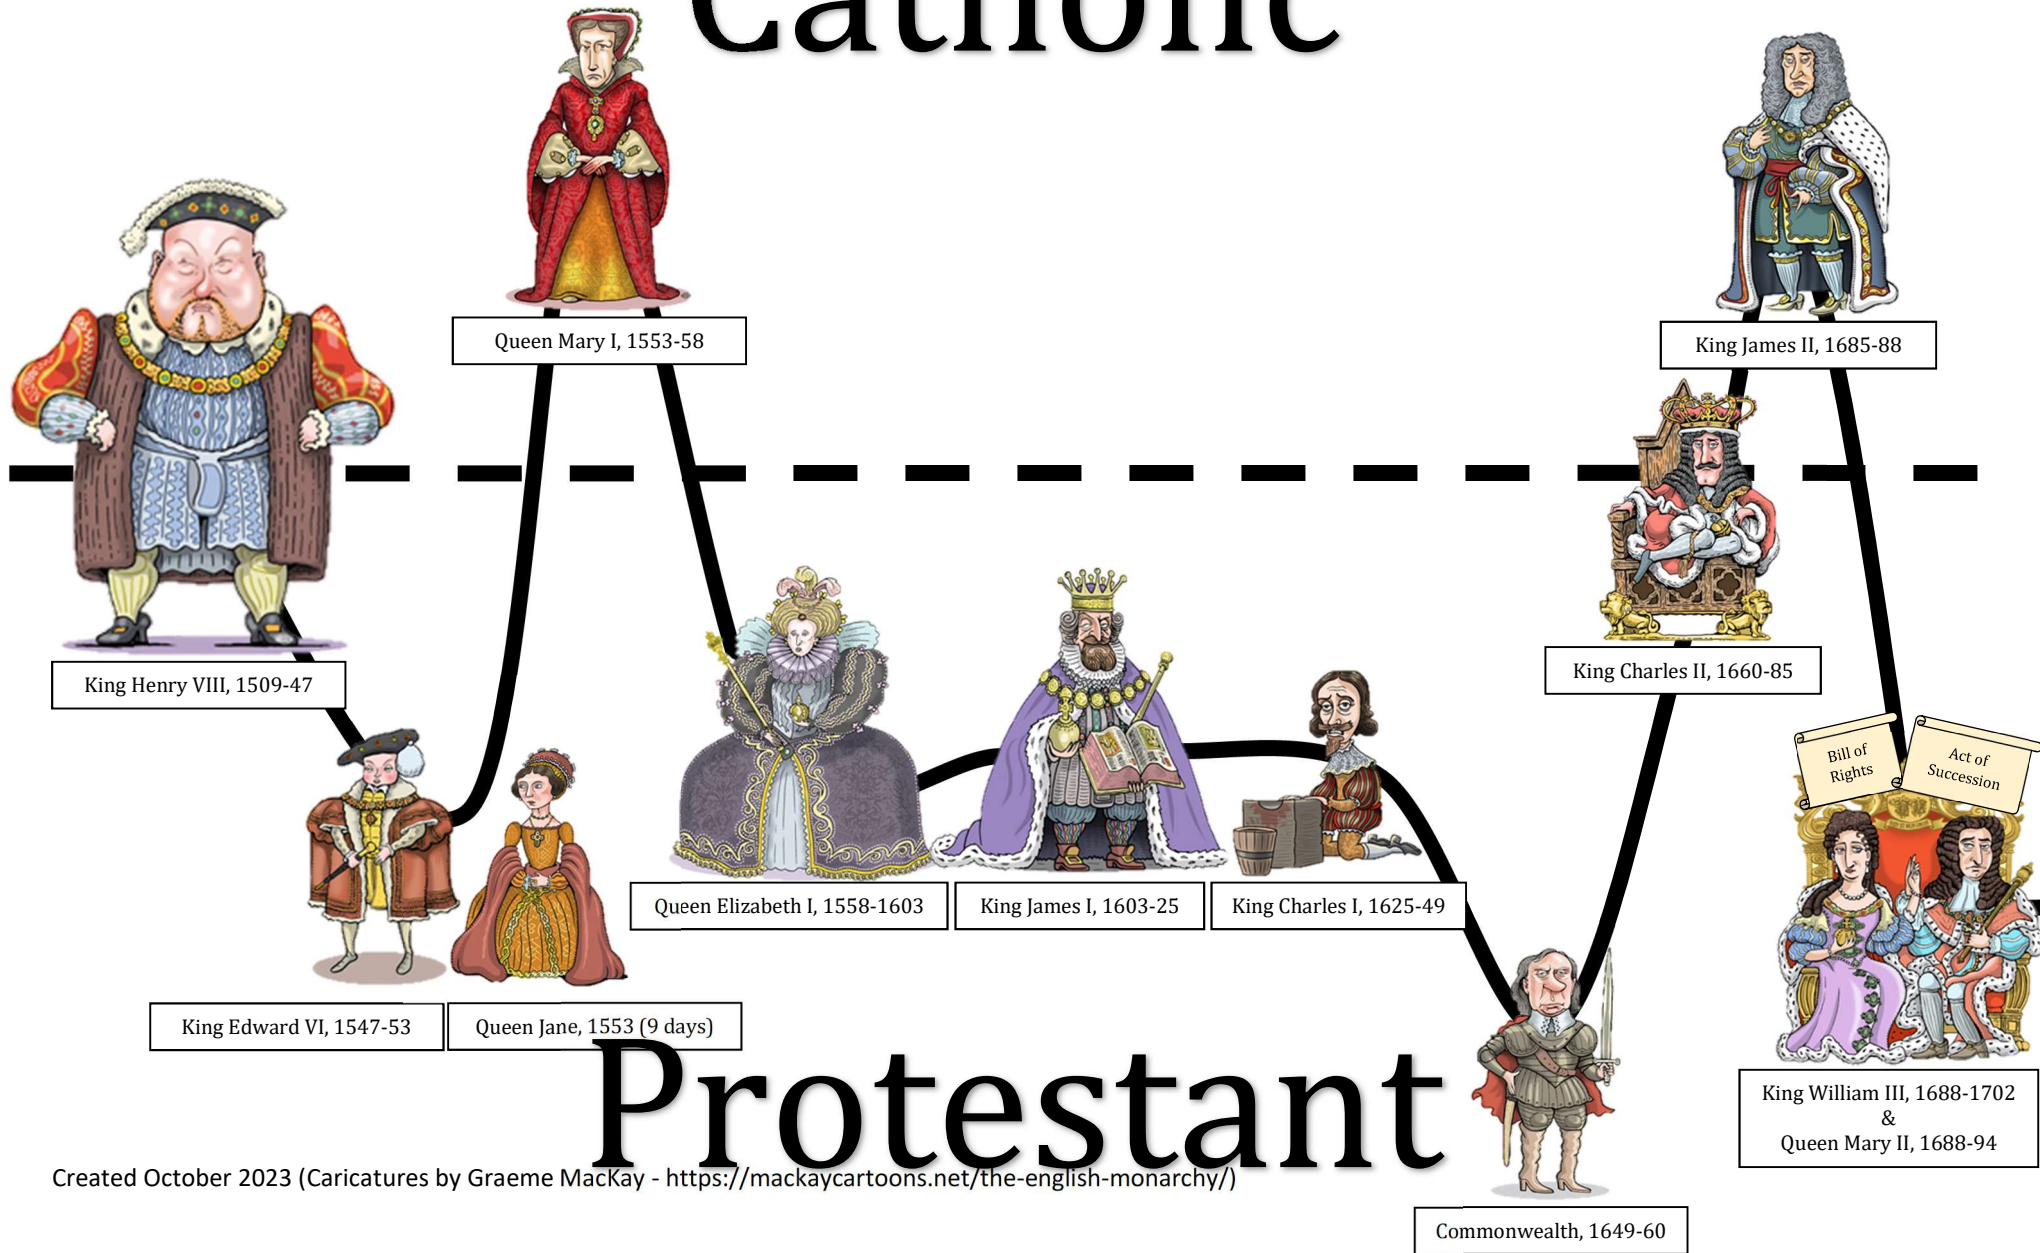 Catholic
Queen Mary I, 1553-58
King James II, 1685-88
King Henry VIII, 1509-47
King Charles II, 1660-85
Bill of
Rights
Act of
Succession
Queen Elizabeth I, 1558-1603
King James I, 1603-25
King Charles I, 1625-49
King Edward VI, 1547-53
Queen Jane, 1553 (9 days)
Protestant
King William III, 1688-1702
&
Queen Mary II, 1688-94
Created October 2023 (Caricatures by Graeme MacKay - https://mackaycartoons.net/the-english-monarchy/)
Commonwealth, 1649-60